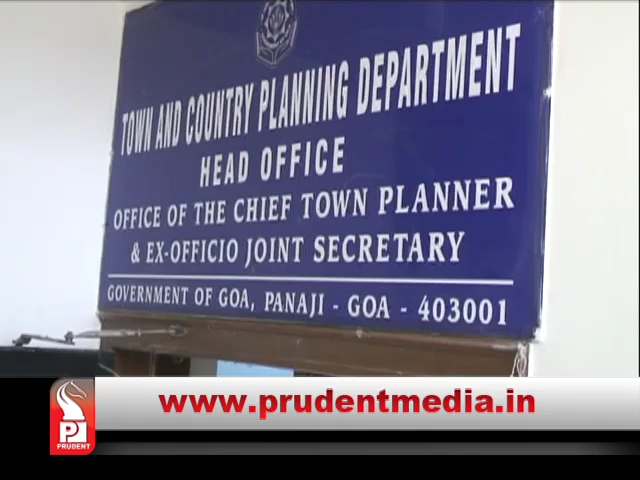 TOWN AND COUNTRY PLANNING DEPARTMENT
HEAD OFFICE
OFFICE OF THE CHIEF TOWN PLANNER
& EX-OFFICIO JOINT SECRETARY
GOVERNMENT OF GOA, PANAJI - GOA - 403001
www.prudentmedia.in
P
PRUDENT